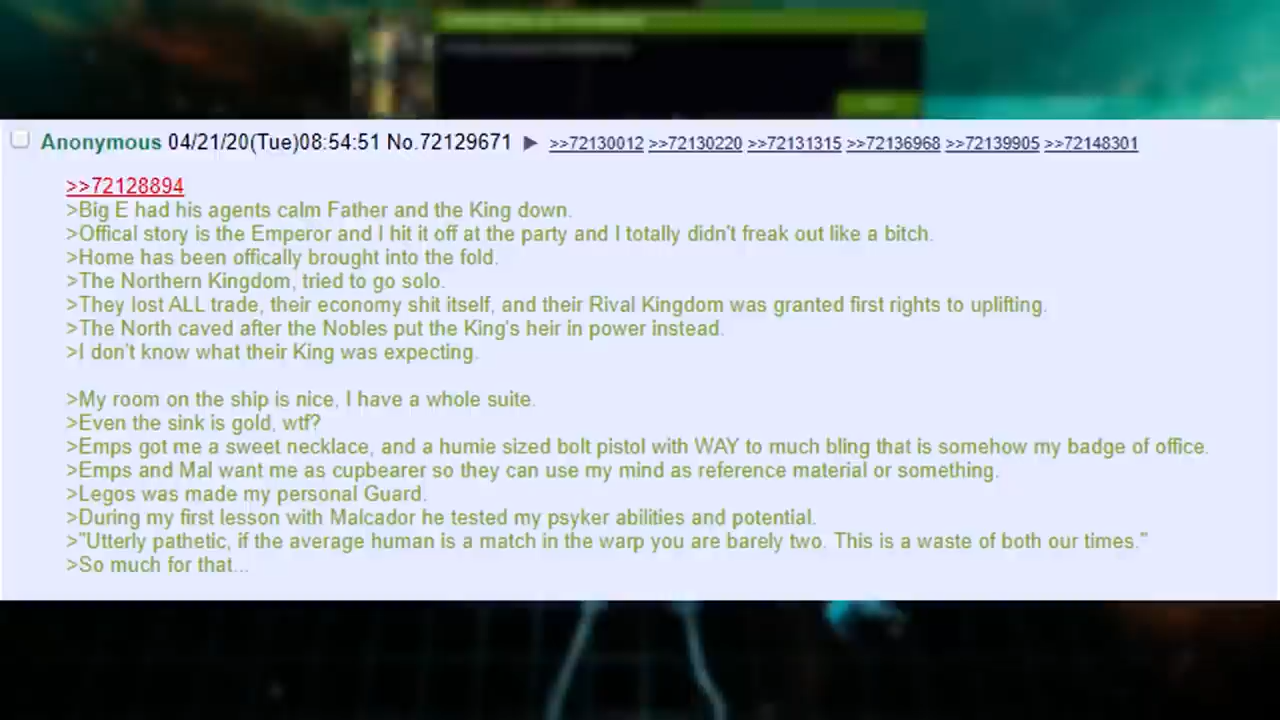 Anonymous 04/21/20(Tue)08:54:51 No.72129671 ▶ >>72130012 >>72130220 >>72131315 >>72136968 >>72139905 >>72148301
>>72128894
>Big E had his agents calm Father and the King down.
>Offical story is the Emperor and I hit it off at the party and I totally didn't freak out like a bitch.
>Home has been offically brought into the fold.
>The Northern Kingdom, tried to go solo.
>They lost ALL trade, their economy shit itself, and their Rival Kingdom was granted first rights to uplifting.
>The North caved after the Nobles put the King's heir in power instead.
>I don't know what their King was expecting.
>My room on the ship is nice, I have a whole suite.
>Even the sink is gold, wtf?
>Emps got me a sweet necklace, and a humie sized bolt pistol with WAY to much bling that is somehow my badge of office.
>Emps and Mal want me as cupbearer so they can use my mind as reference material or something.
>Legos was made my personal Guard.
>During my first lesson with Malcador he tested my psyker abilities and potential.
>"Utterly pathetic, if the average human is a match in the warp you are barely two. This is a waste of both our times."
>So much for that...